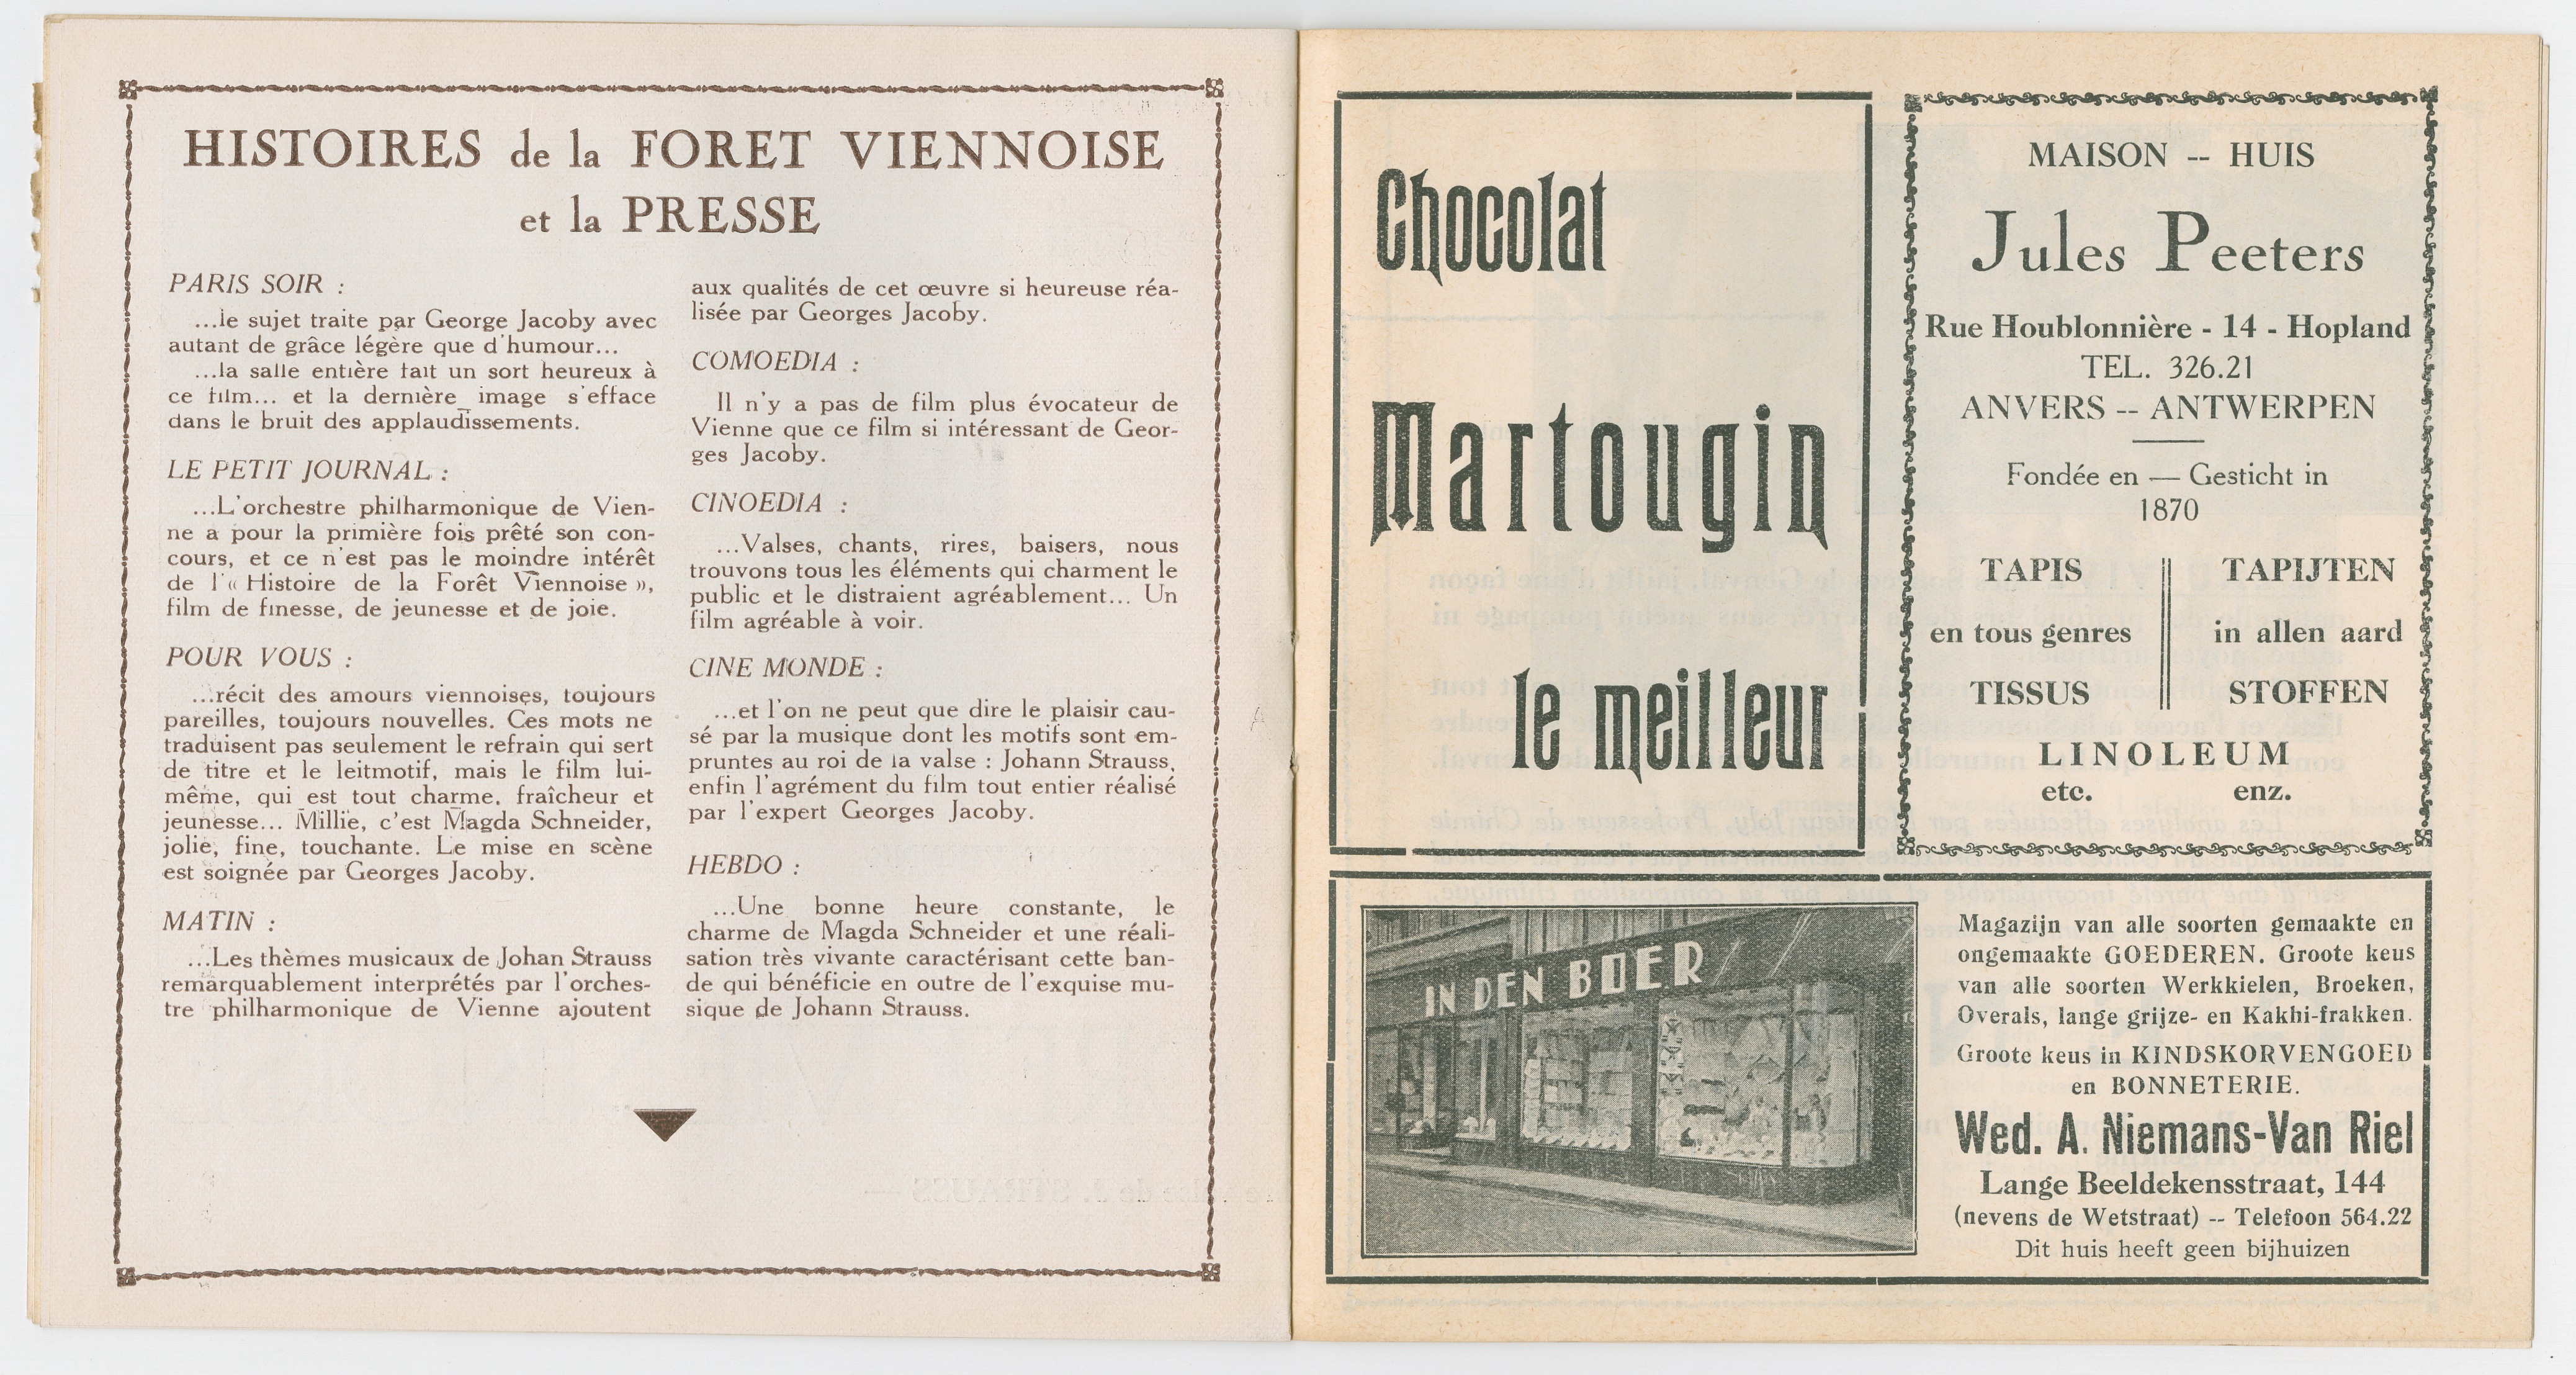 HISTOIRES de la FORET VIENNOISE
et la PRESSE
PARIS SOIR :
...le sujet traite par George Jacoby avec
autant de grâce légère que d'humour...
...la salle entière fait un sort heureux à
ce film... et la dernière image s'efface
dans le bruit des applaudissements.
LE PETIT JOURNAL :
...L'orchestre philharmonique de Vien-
ne a pour la primière fois prêté son con-
cours, et ce n'est pas le moindre intérêt
de l'« Histoire de la Forêt Viennoise »,
film de finesse, de jeunesse et de joie.
POUR VOUS :
...récit des amours viennoises, toujours
pareilles, toujours nouvelles. Ces mots ne
traduisent pas seulement le refrain qui sert
de titre et le leitmotif, mais le film lui-
même, qui est tout charme, fraîcheur et
jeunesse... Millie, c'est Magda Schneider,
jolie, fine, touchante. Le mise en scène
est soignée par Georges Jacoby.
MATIN :
...Les thèmes musicaux de Johan Strauss
remarquablement interprétés par l'orches-
tre philharmonique de Vienne ajoutent
aux qualités de cet œuvre si heureuse réa-
lisée par Georges Jacoby.
COMOEDIA :
Il n'y a pas de film plus évocateur de
Vienne que ce film si intéressant de Geor-
ges Jacoby.
CINOEDIA :
...Valses, chants, rires, baisers, nous
trouvons tous les éléments qui charment le
public et le distraient agréablement... Un
film agréable à voir.
CINE MONDE :
...et l'on ne peut que dire le plaisir cau-
sé par la musique dont les motifs sont em-
pruntes au roi de la valse : Johann Strauss,
enfin l'agrément du film tout entier réalisé
par l'expert Georges Jacoby.
HEBDO :
...Une bonne heure constante, le
charme de Magda Schneider et une réali-
sation très vivante caractérisant cette ban-
de qui bénéficie en outre de l'exquise mu-
sique de Johann Strauss.
Chocolat
Martougin
le meilleur
MAISON -- HUIS
Jules Peeters
Rue Houblonnière - 14 - Hopland
TEL. 326.21
ANVERS -- ANTWERPEN
Fondée en — Gesticht in
1870
TAPIS TAPIJTEN
en tous genres in allen aard
TISSUS STOFFEN
LINOLEUM
etc. enz.
IN DEN BOER
Magazijn van alle soorten gemaakte en
ongemaakte GOEDEREN. Groote keus
van alle soorten Werkkielen, Broeken,
Overals, lange grijze- en Kakhi-frakken.
Groote keus in KINDSKORVENGOED
en BONNETERIE.
Wed. A. Niemans-Van Riel
Lange Beeldekensstraat, 144
(nevens de Wetstraat) -- Telefoon 564.22
Dit huis heeft geen bijhuizen